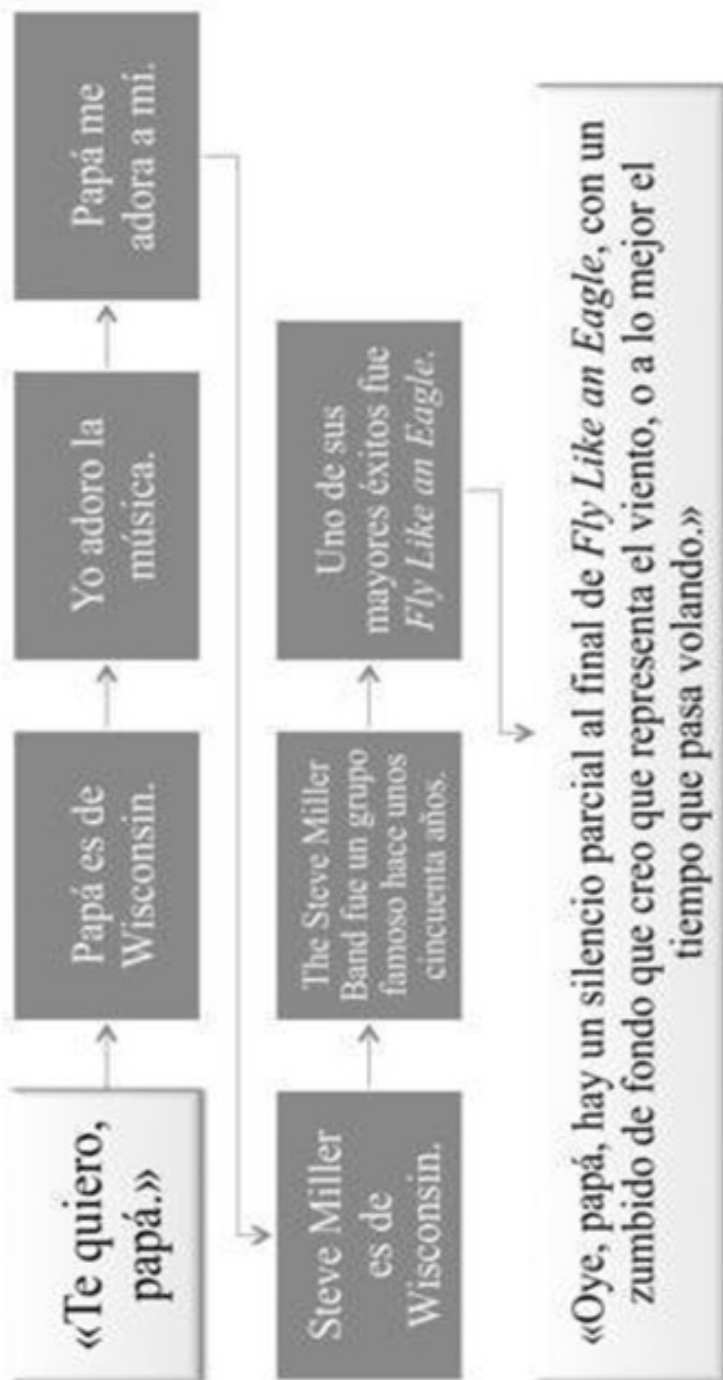 «Te quiero,
papá.»
Papá es de
Wisconsin.
Yo adoro la
música.
Papá me
adora a mí.
Steve Miller
es de
Wisconsin.
The Steve Miller
Band fue un grupo
famoso hace unos
cincuenta años.
Uno de sus
mayores éxitos fue
Fly Like an Eagle.
«Oye, papá, hay un silencio parcial al final de Fly Like an Eagle, con un
zumbido de fondo que creo que representa el viento, o a lo mejor el
tiempo que pasa volando.»